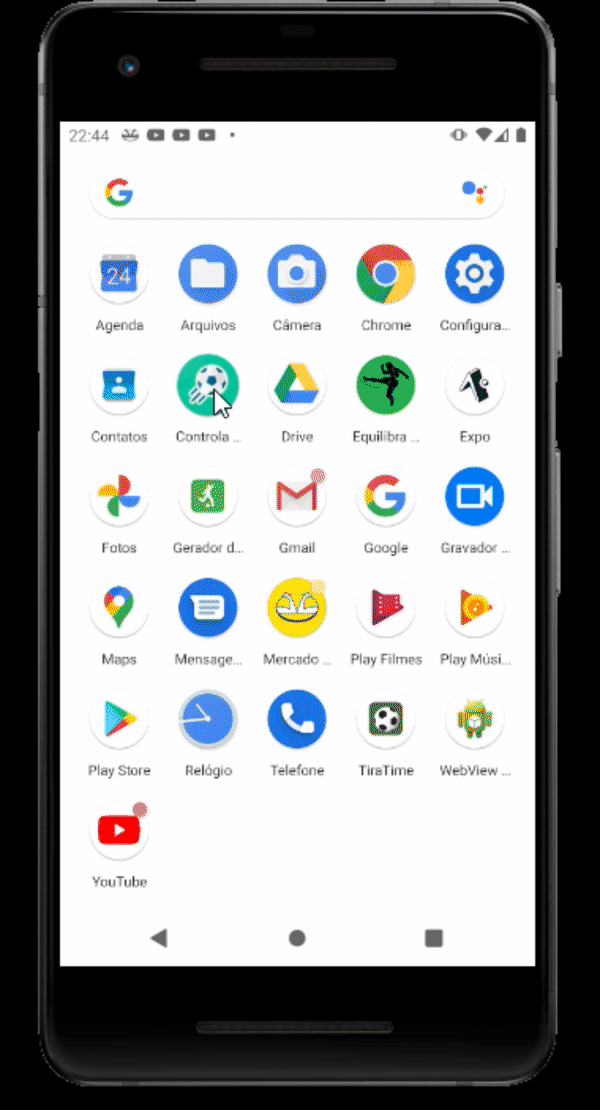 22:44
24
Agenda
Arquivos
Câmera
Chrome
Configura...
Contatos
Controla ...
Drive
Equilibra ...
Expo
Fotos
Gerador d...
Gmail
Google
Gravador ...
Maps
Mensage...
Mercado ...
Play Filmes
Play Músi...
Play Store
Relógio
Telefone
TiraTime
WebView ...
YouTube